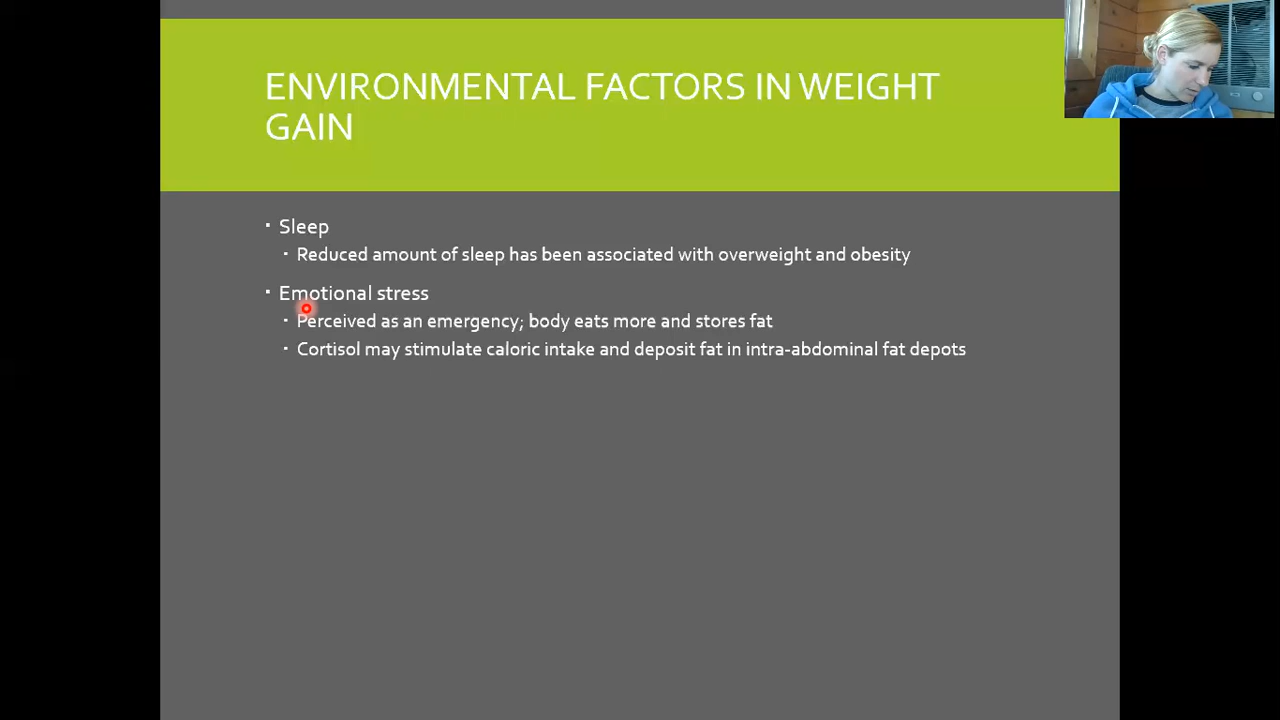 ENVIRONMENTAL FACTORS IN WEIGHT
GAIN
Sleep
Reduced amount of sleep has been associated with overweight and obesity
Emotional stress
Perceived as an emergency; body eats more and stores fat
Cortisol may stimulate caloric intake and deposit fat in intra-abdominal fat depots